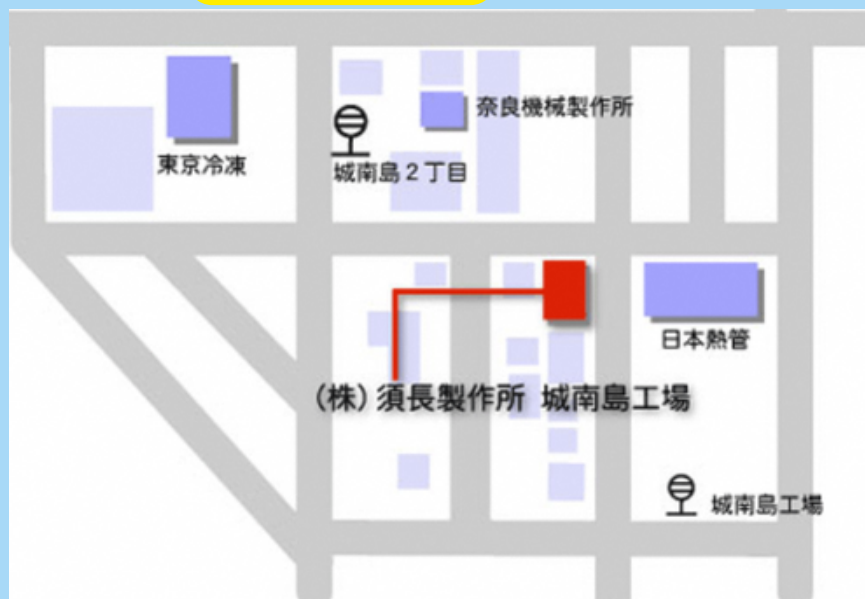 奈良機械製作所
東京冷凍
城南島2丁目
日本熱管
(株)須長製作所 城南島工場
城南島工場